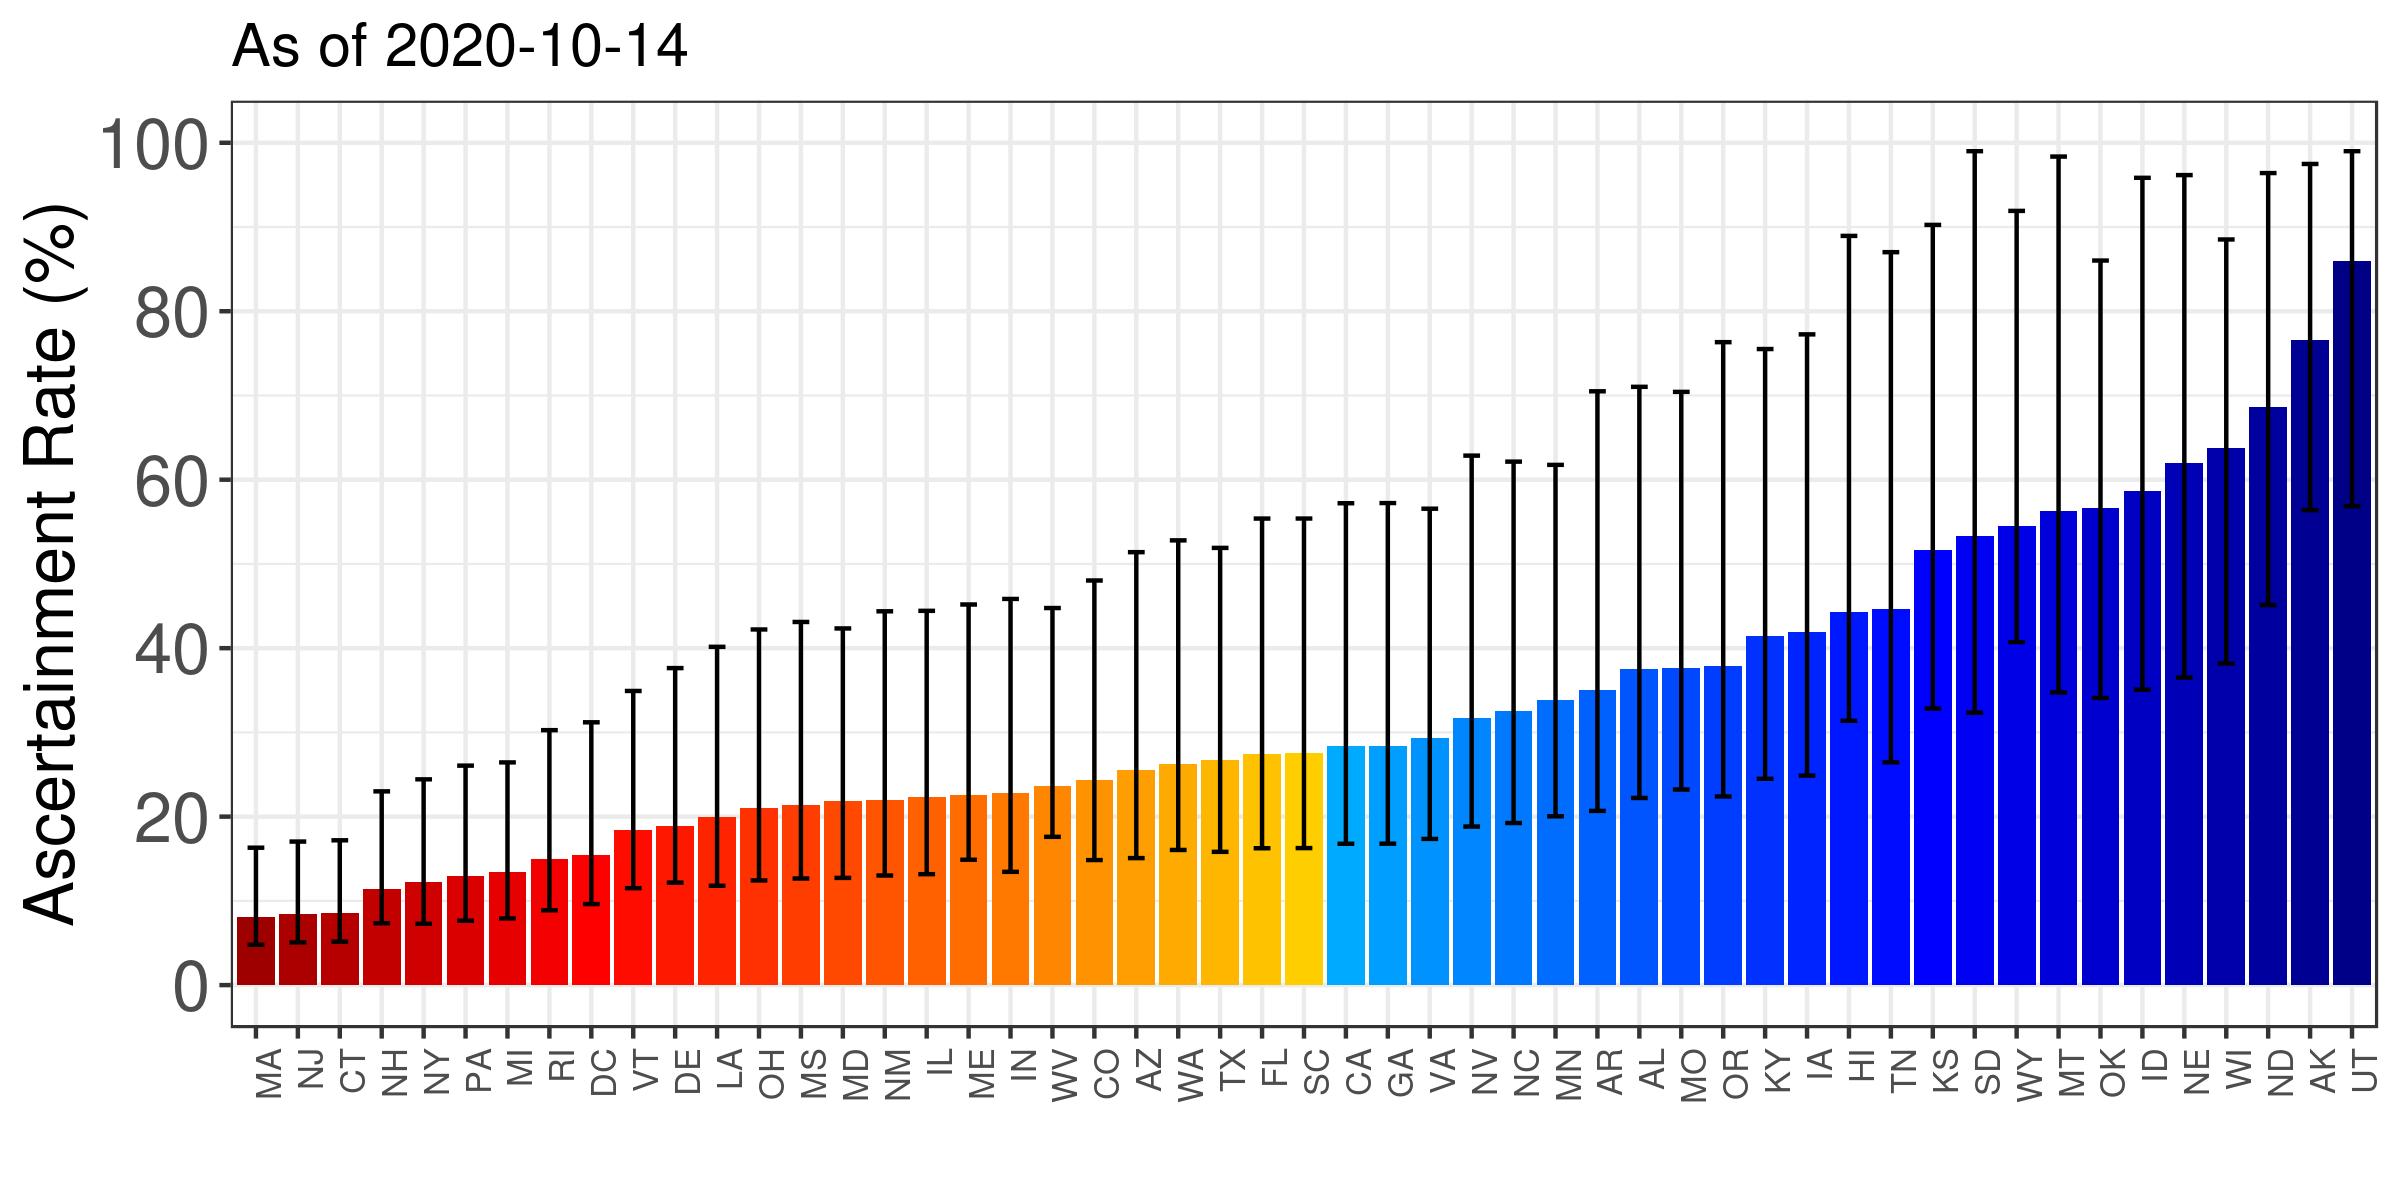 As of 2020-10-14
Ascertainment Rate (%)
100
80
60
40
20
0
MA NJ CT NH NY PA MI RI DC VT DE LA OH MS MD NM IL ME IN WV CO AZ WA TX FL SC CA GA VA NV NC MN AR AL MO OR KY IA HI TN KS SD WY MT OK ID NE WI ND AK UT